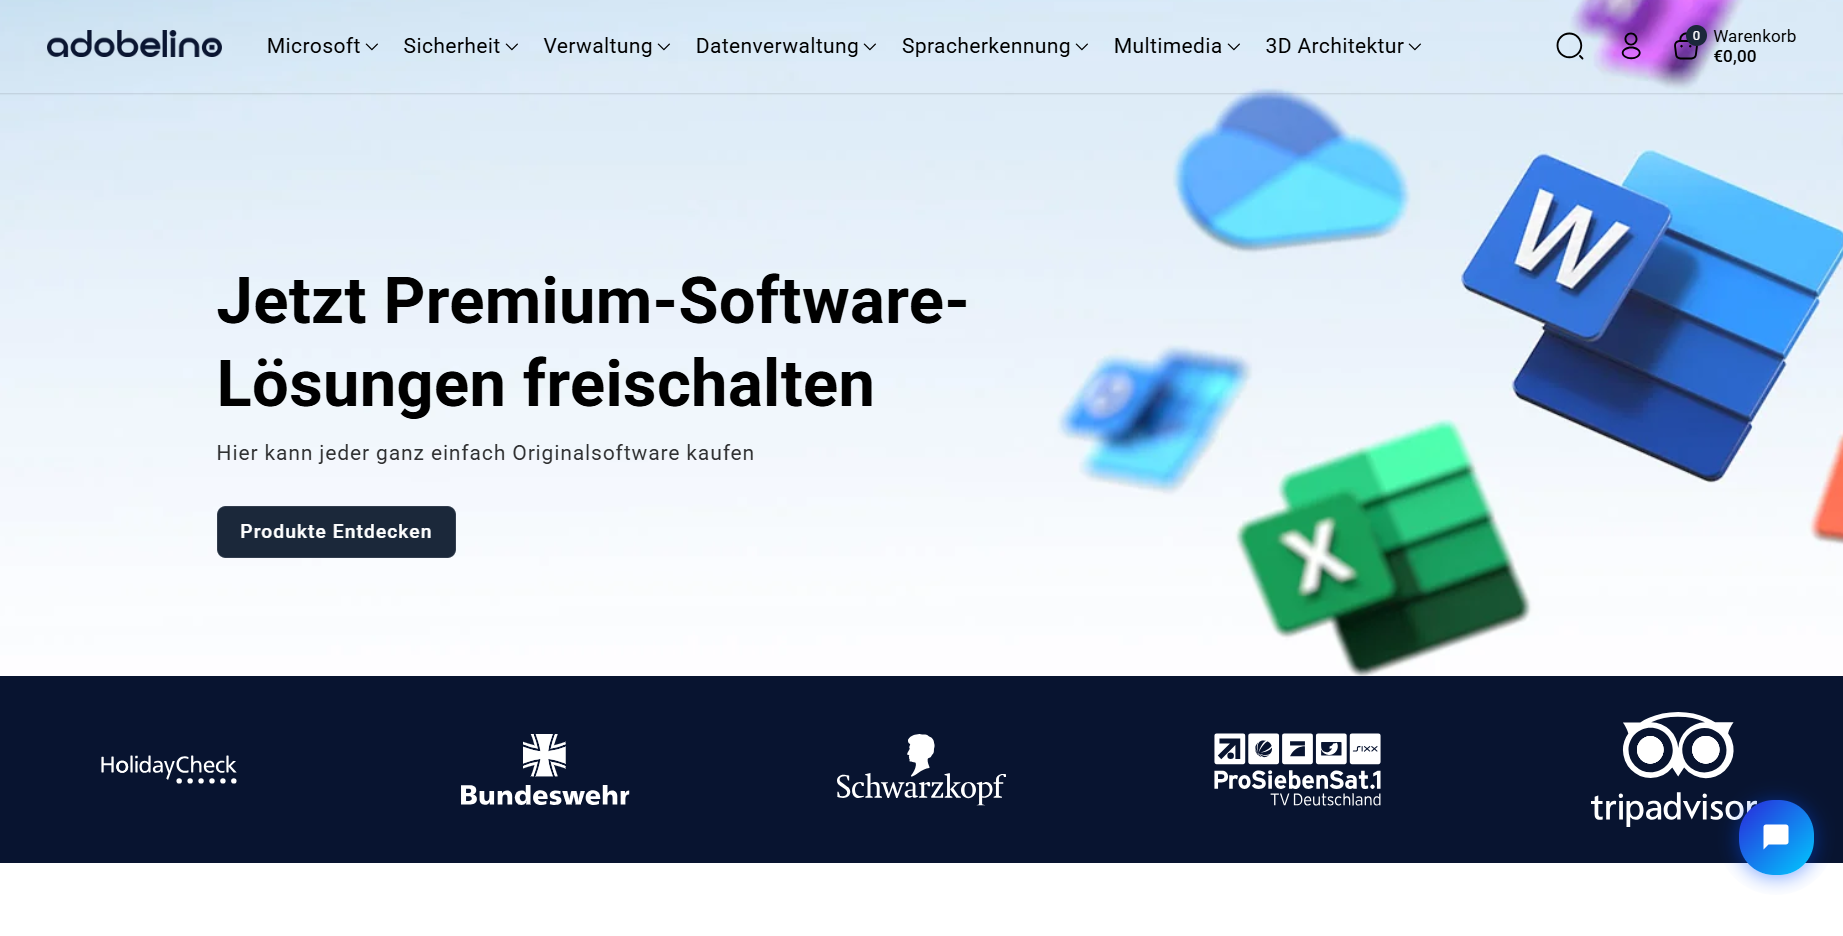 adobelino
Microsoft
Sicherheit
Verwaltung
Datenverwaltung
Spracherkennung
Multimedia
3D Architektur
0
Warenkorb
€0,00
W
Jetzt Premium-Software-
Lösungen freischalten
Hier kann jeder ganz einfach Originalsoftware kaufen
X
Produkte Entdecken
HolidayCheck
Bundeswehr
Schwarzkopf
sixx
ProSiebenSat.1
TV Deutschland
tripadvisor